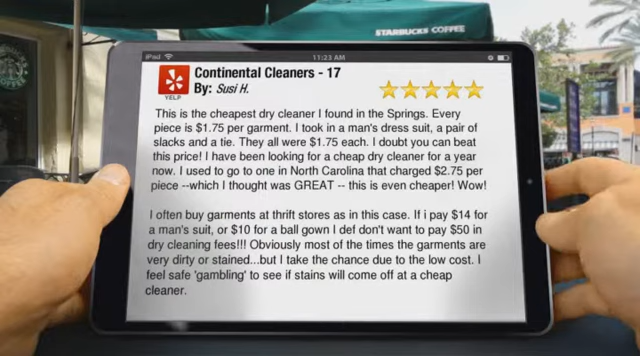 STARBUCKS COFFEE
iPad
11:23 AM
YELP
Continental Cleaners - 17
By: Susi H.
This is the cheapest dry cleaner I found in the Springs. Every
piece is $1.75 per garment. I took in a man's dress suit, a pair of
slacks and a tie. They all were $1.75 each. I doubt you can beat
this price! I have been looking for a cheap dry cleaner for a year
now. I used to go to one in North Carolina that charged $2.75 per
piece --which I thought was GREAT -- this is even cheaper! Wow!
I often buy garments at thrift stores as in this case. If i pay $14 for
a man's suit, or $10 for a ball gown I def don't want to pay $50 in
dry cleaning fees!!! Obviously most of the times the garments are
very dirty or stained...but I take the chance due to the low cost. I
feel safe 'gambling' to see if stains will come off at a cheap
cleaner.